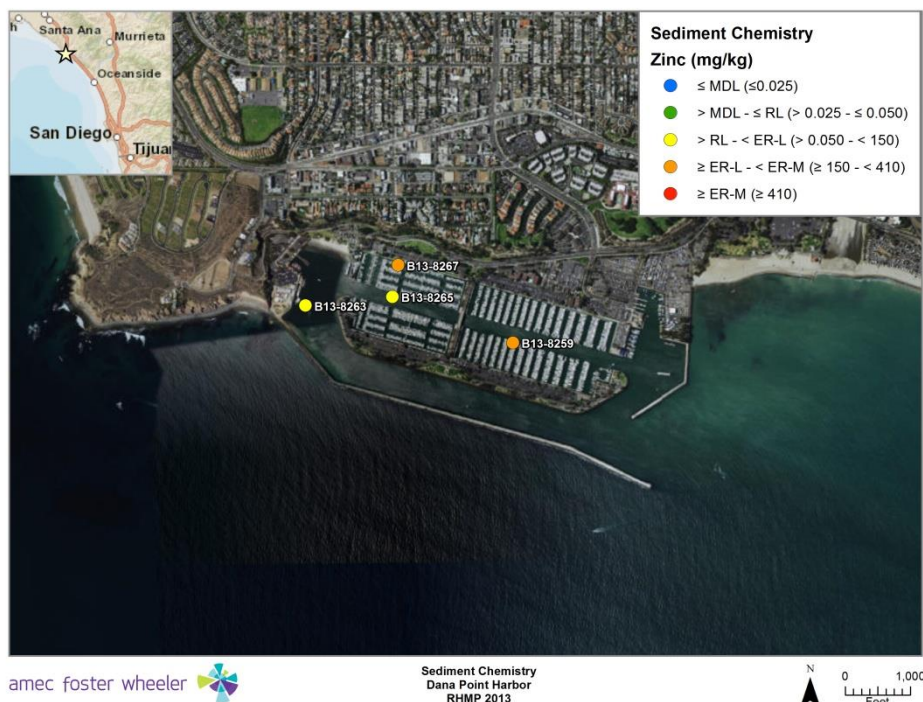 Santa Ana
Murrieta
Oceanside
San Diego
Tijuan
Sediment Chemistry
Zinc (mg/kg)
≤ MDL (≤0.025)
> MDL - ≤ RL (> 0.025 - ≤ 0.050)
> RL - < ER-L (> 0.050 - < 150)
≥ ER-L - < ER-M (≥ 150 - < 410)
≥ ER-M (≥ 410)
B13-8267
B13-8265
B13-8263
B13-8259
amec foster wheeler
Sediment Chemistry
Dana Point Harbor
RHMP 2013
N
0 1,000
Feet